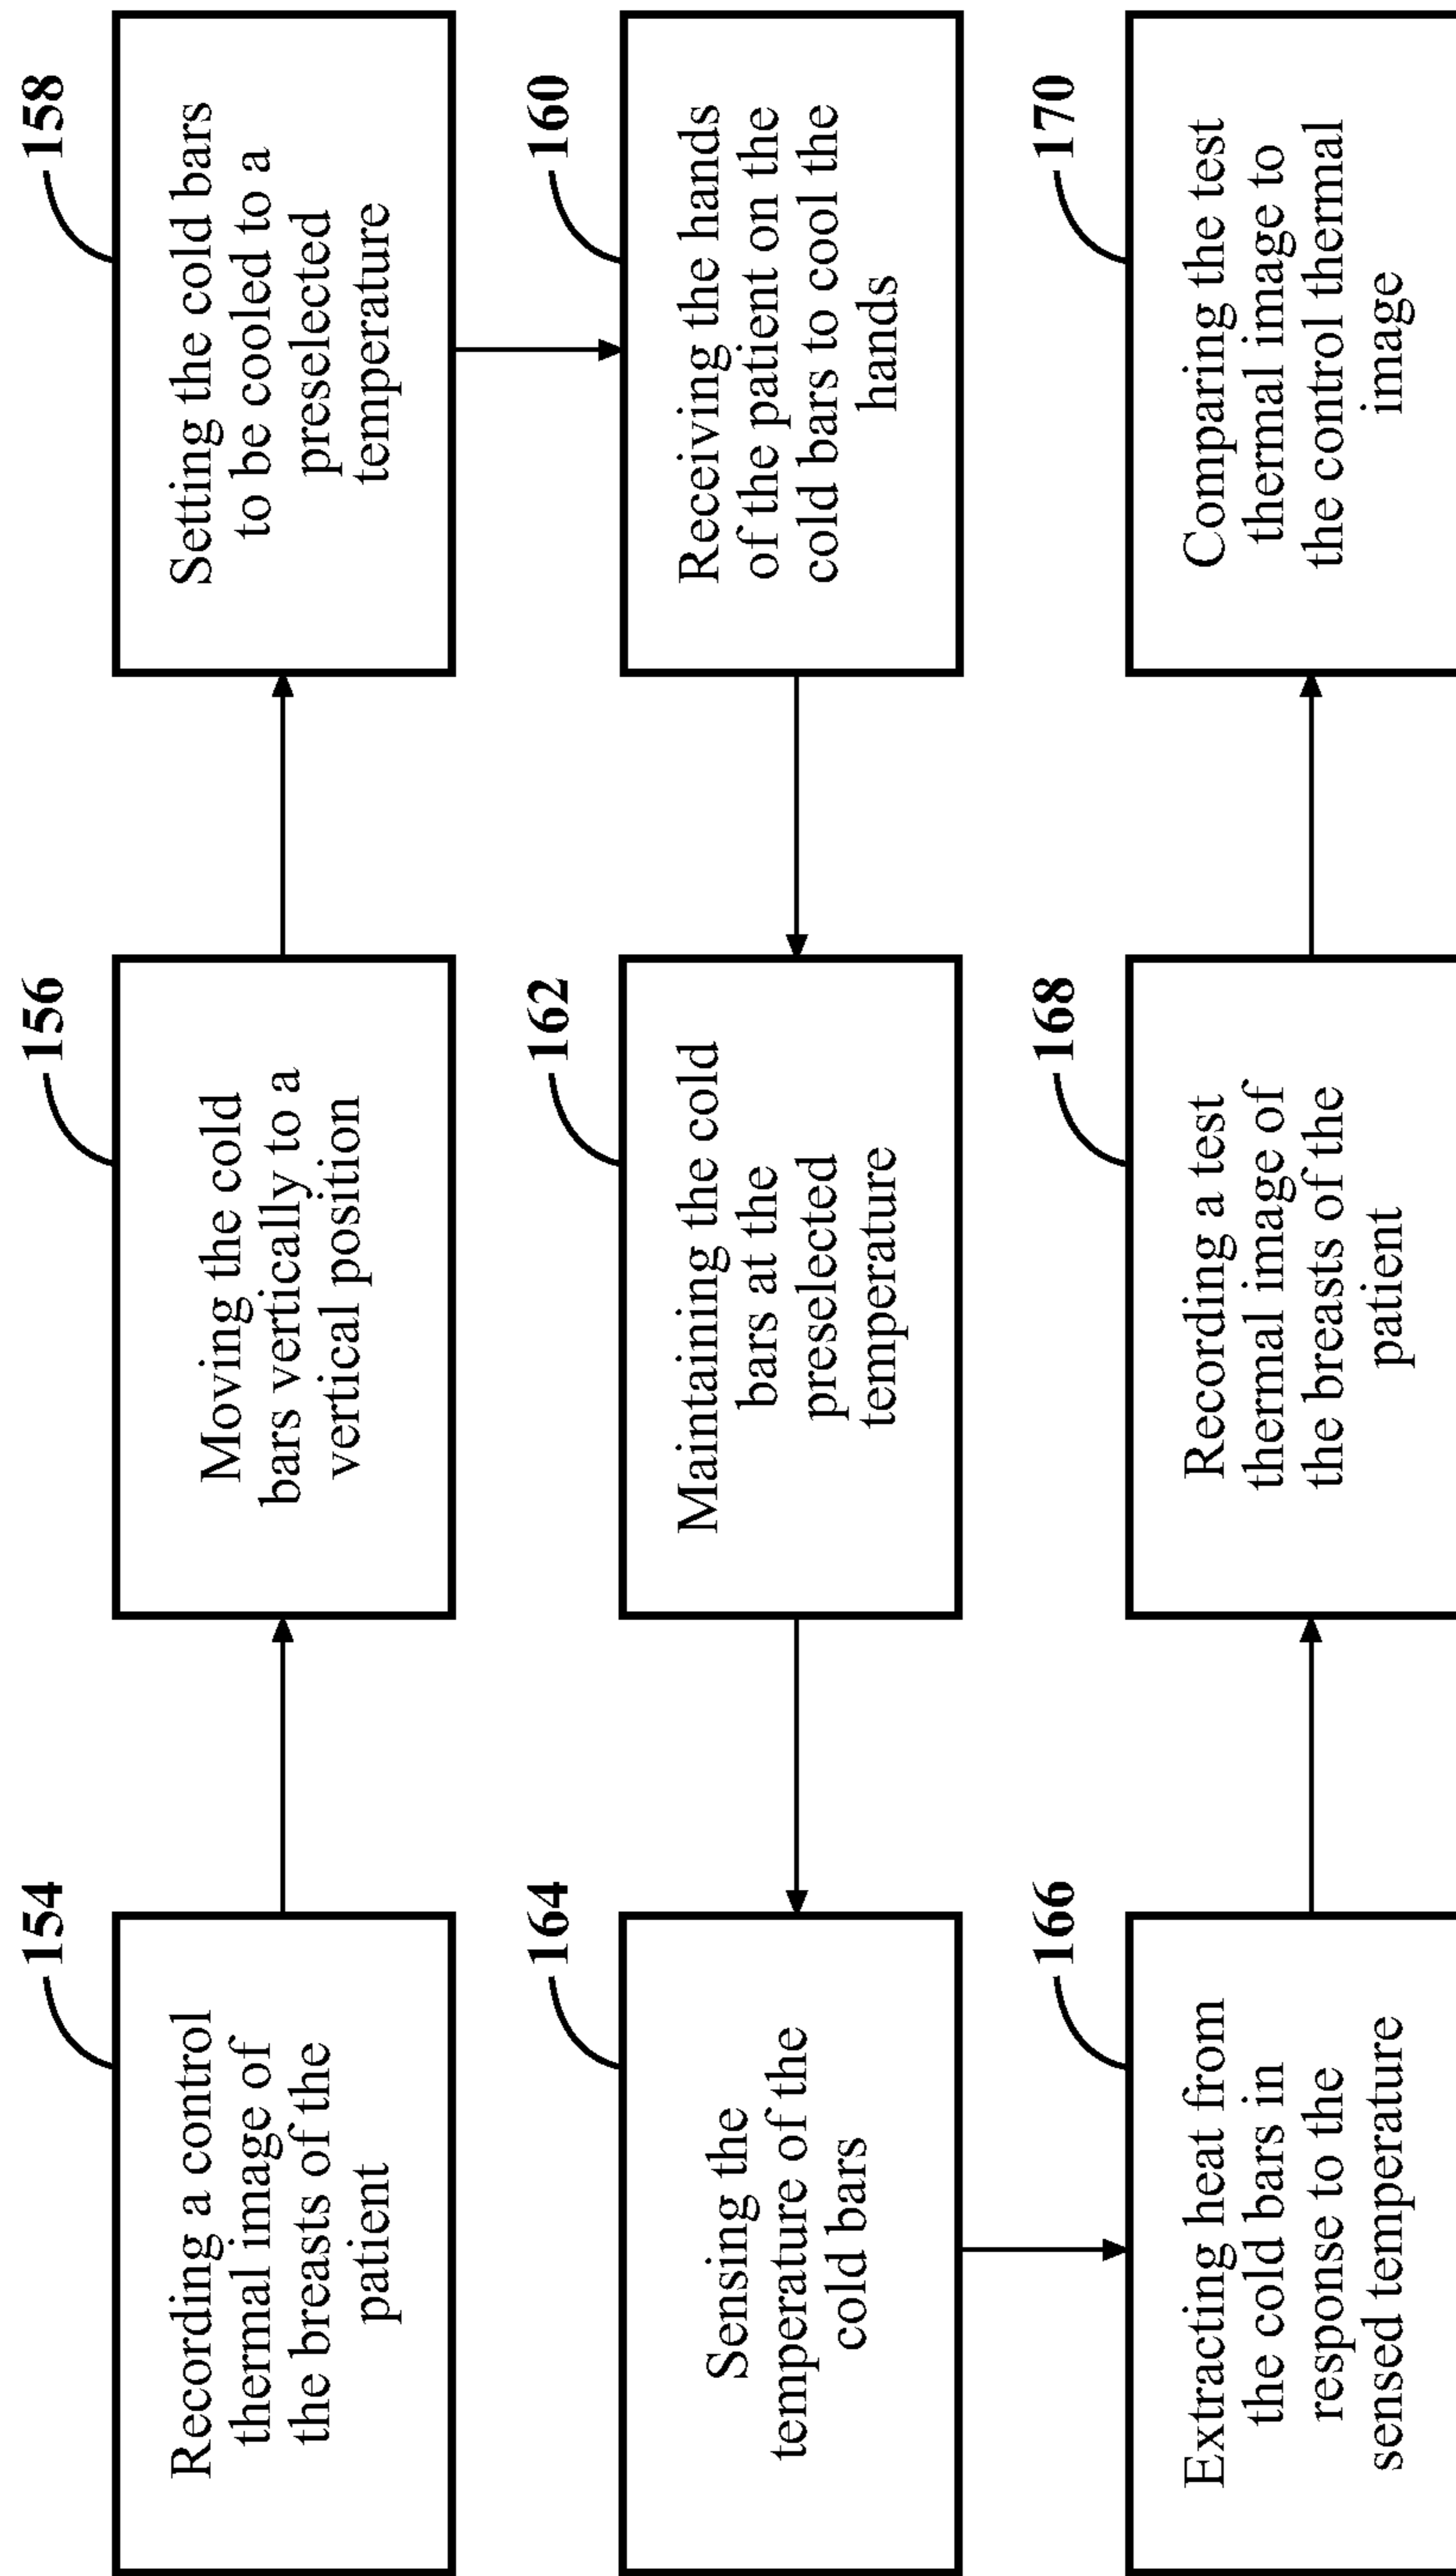 154
Recording a control
thermal image of
the breasts of the
patient
156
Moving the cold
bars vertically to a
vertical position
158
Setting the cold bars
to be cooled to a
preselected
temperature
160
Receiving the hands
of the patient on the
cold bars to cool the
hands
162
Maintaining the cold
bars at the
preselected
temperature
164
Sensing the
temperature of the
cold bars
166
Extracting heat from
the cold bars in
response to the
sensed temperature
168
Recording a test
thermal image of
the breasts of the
patient
170
Comparing the test
thermal image to
the control thermal
image